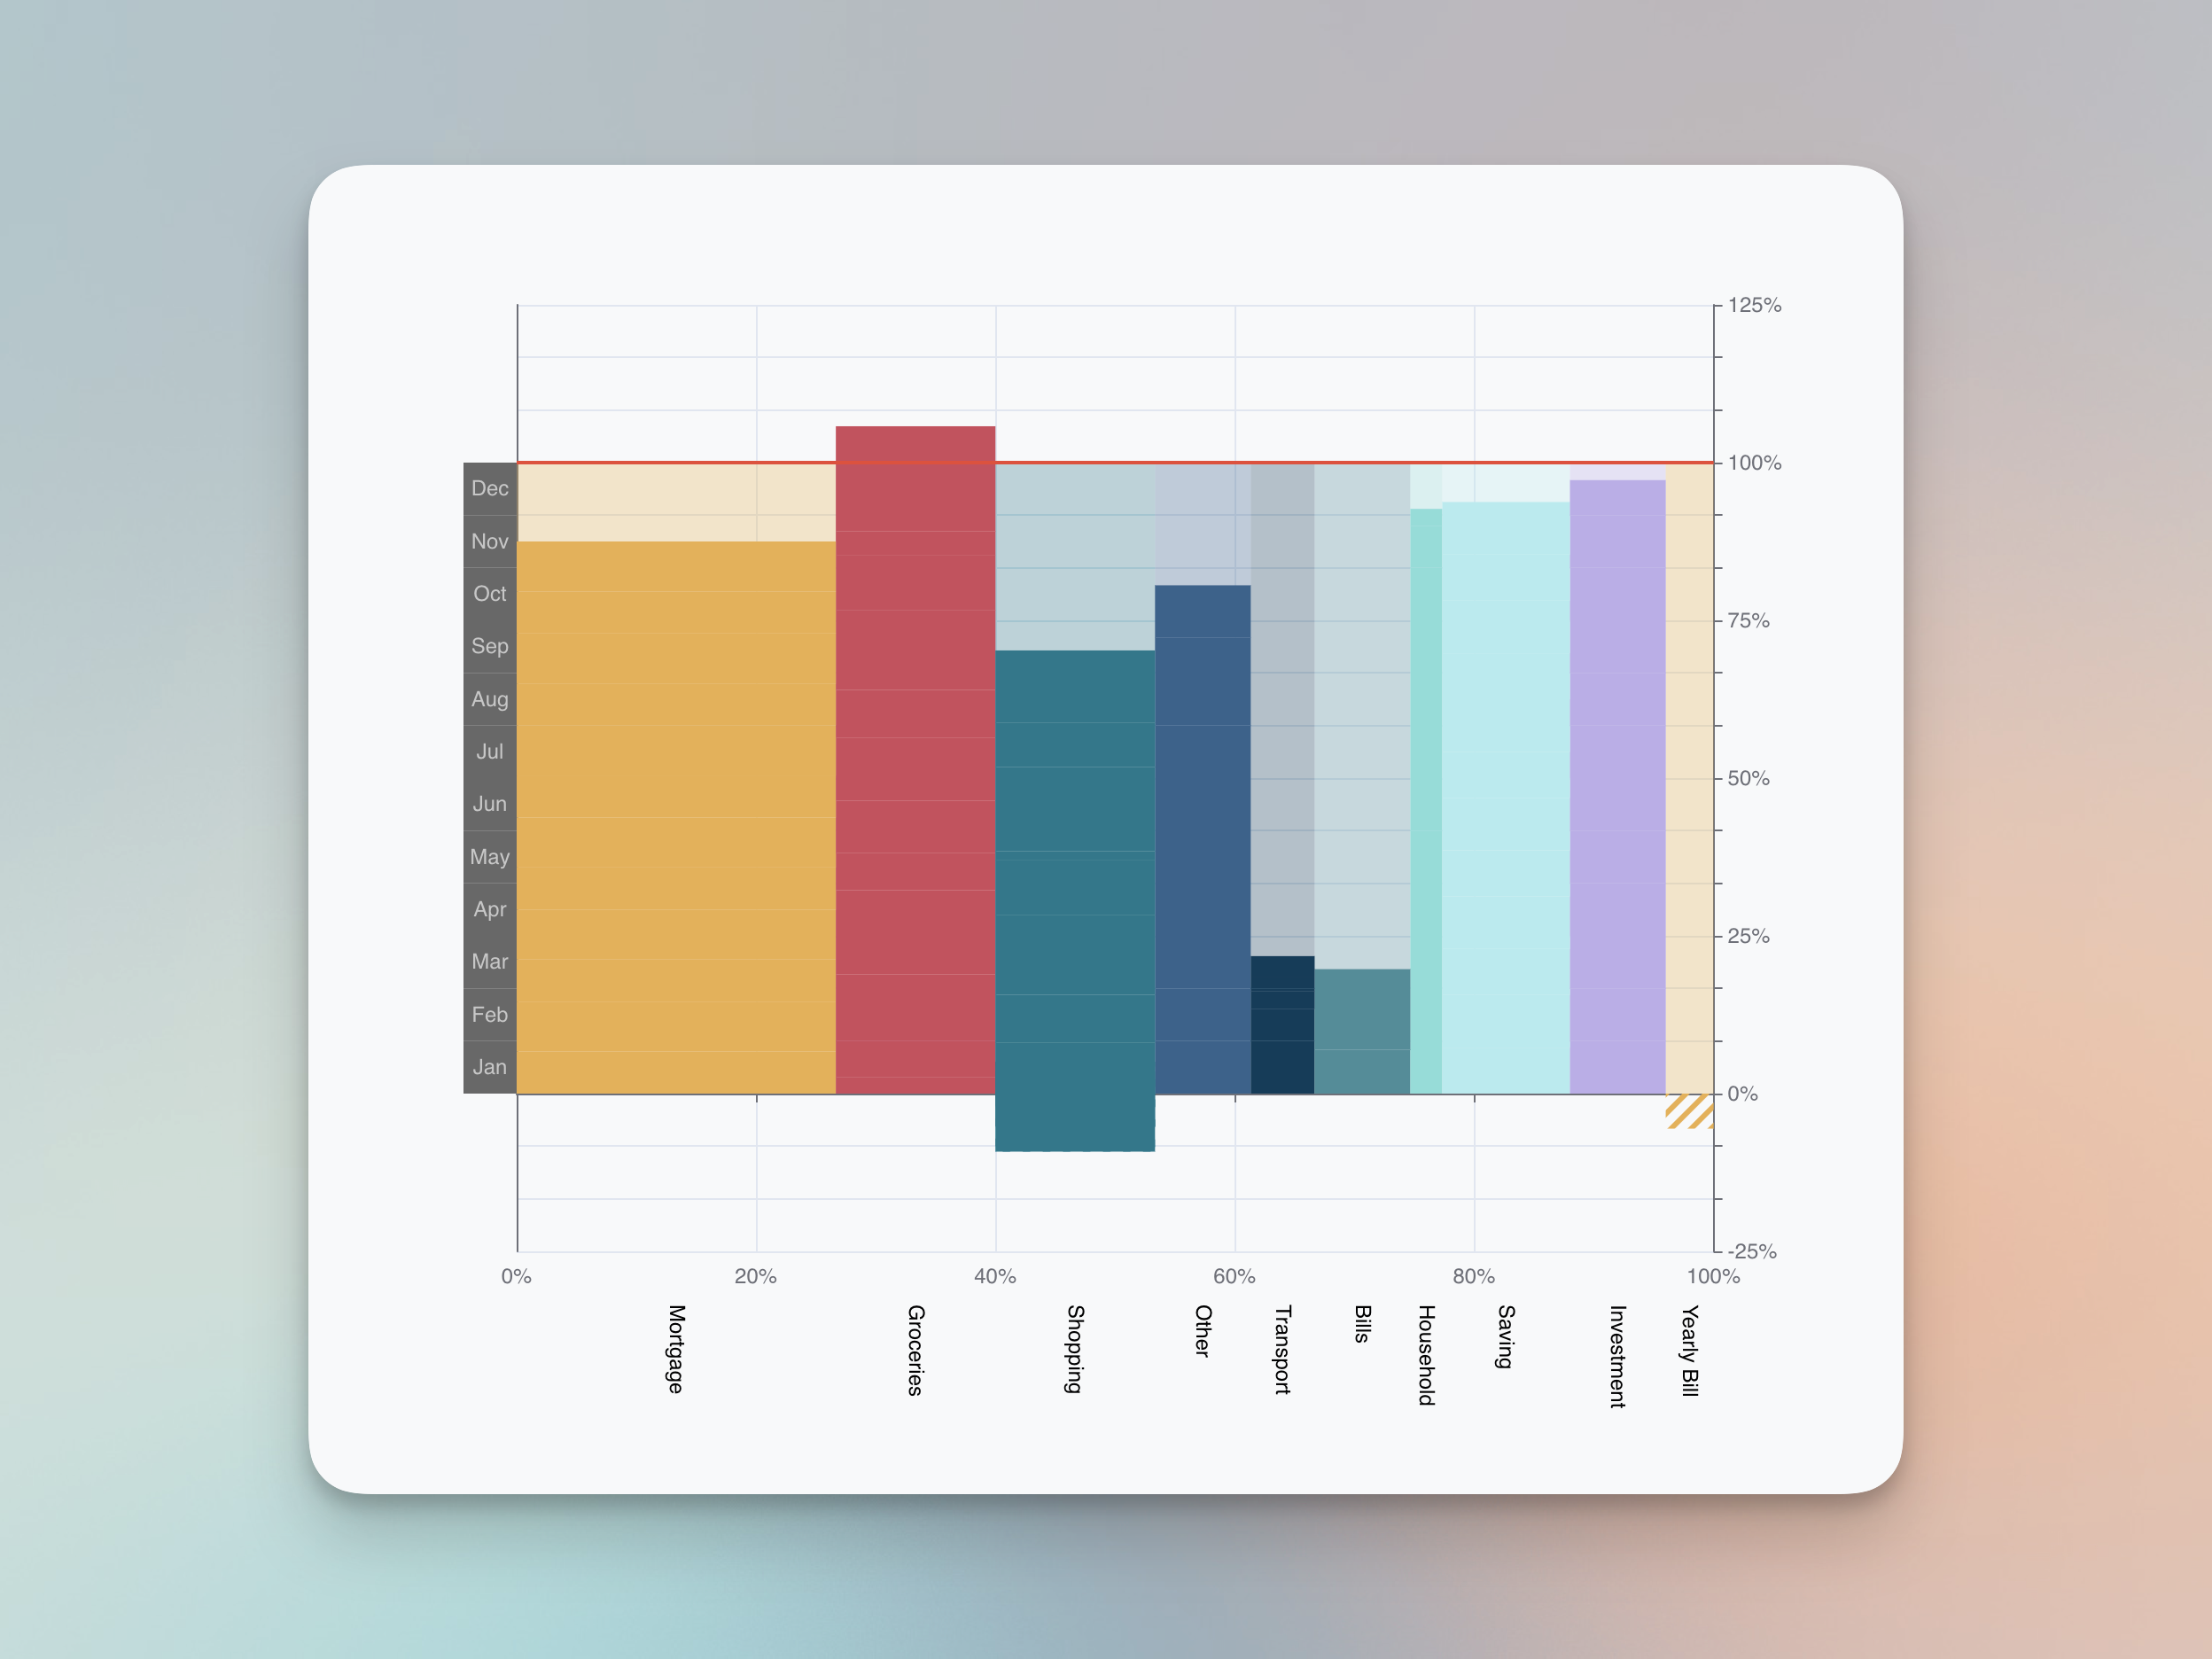 125%
100%
75%
50%
25%
0%
-25%
Dec
Nov
Oct
Sep
Aug
Jul
Jun
May
Apr
Mar
Feb
Jan
0%
20%
40%
60%
80%
100%
Mortgage
Groceries
Shopping
Other
Transport
Bills
Household
Saving
Investment
Yearly Bill